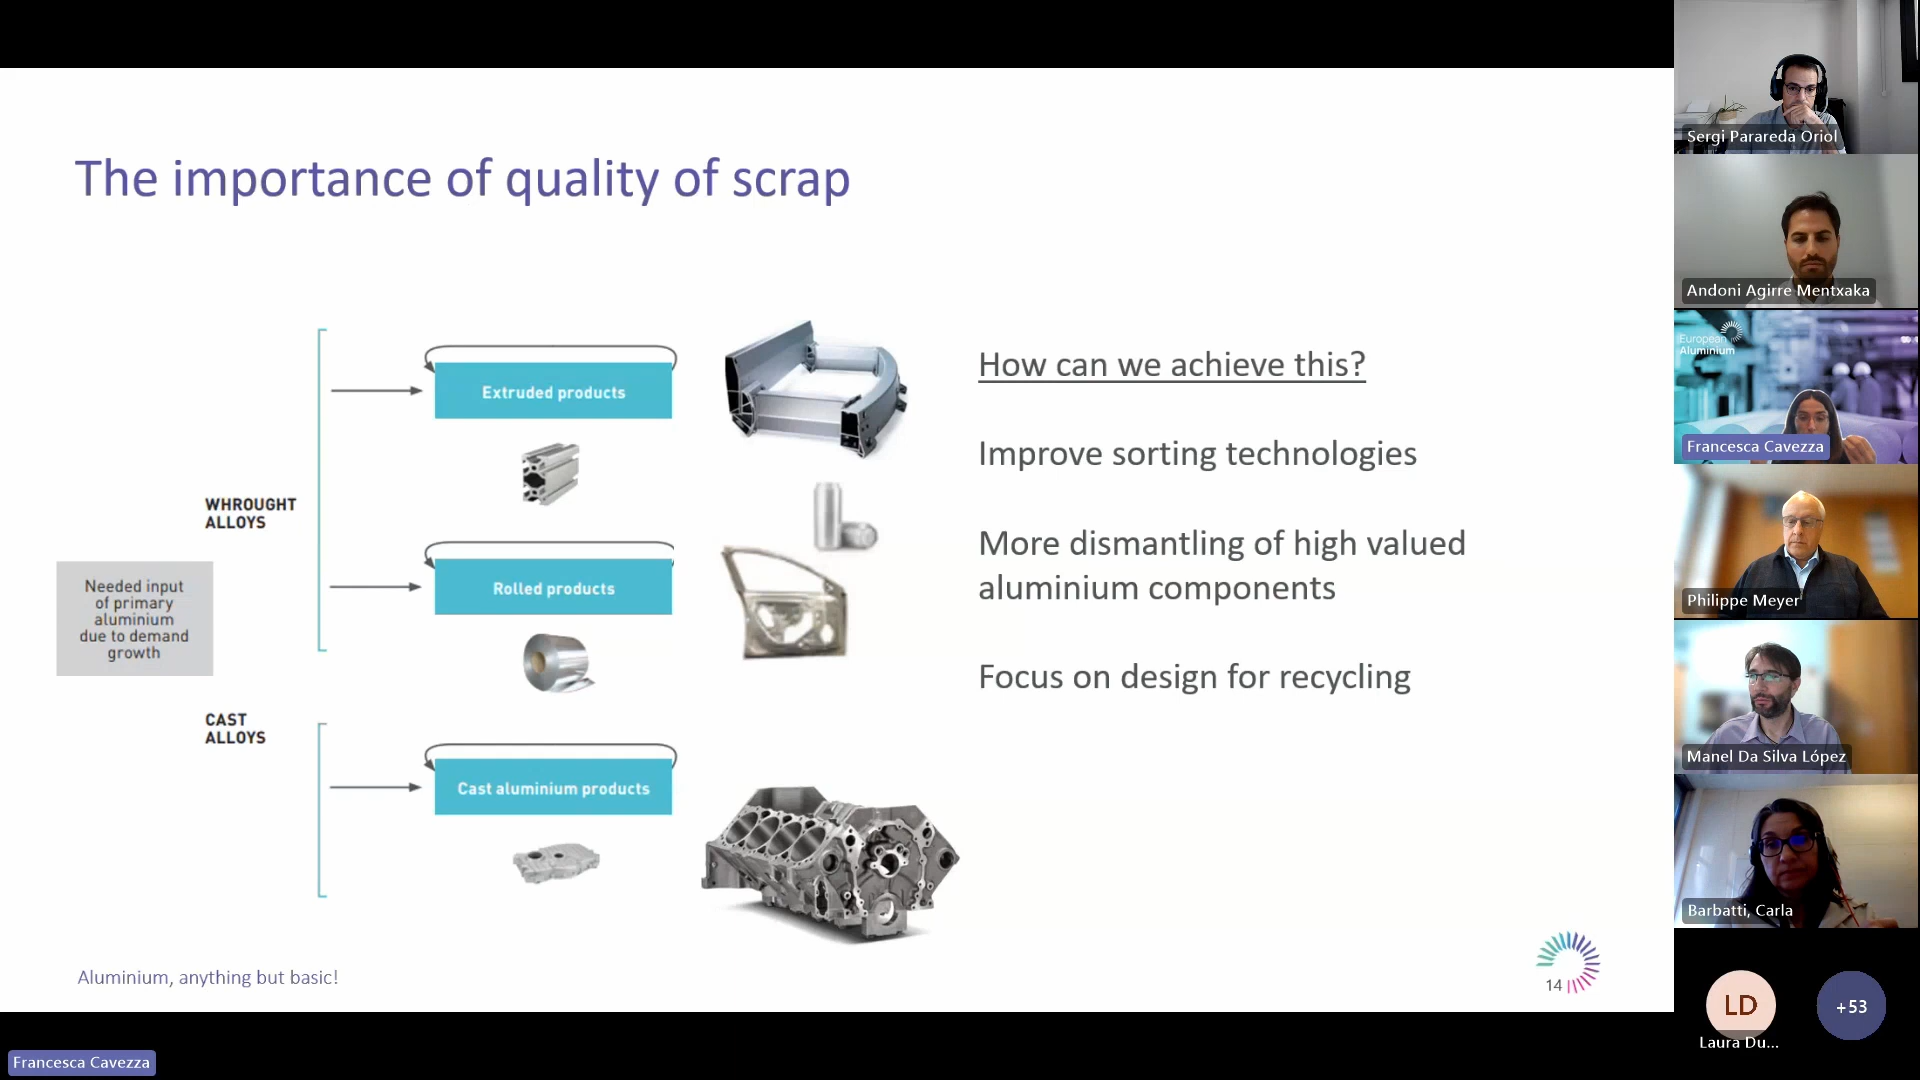 The importance of quality of scrap
WHROUGHT
ALLOYS
Needed input
of primary
aluminium
due to demand
growth
CAST
ALLOYS
Extruded products
Rolled products
Cast aluminium products
How can we achieve this?
Improve sorting technologies
More dismantling of high valued
aluminium components
Focus on design for recycling
Aluminium, anything but basic!
14
Francesca Cavezza
Sergi Parareda Oriol
Andoni Agirre Mentxaka
European
Aluminium
Francesca Cavezza
Philippe Meyer
Manel Da Silva López
Barbatti, Carla
LD
Laura Du...
+53